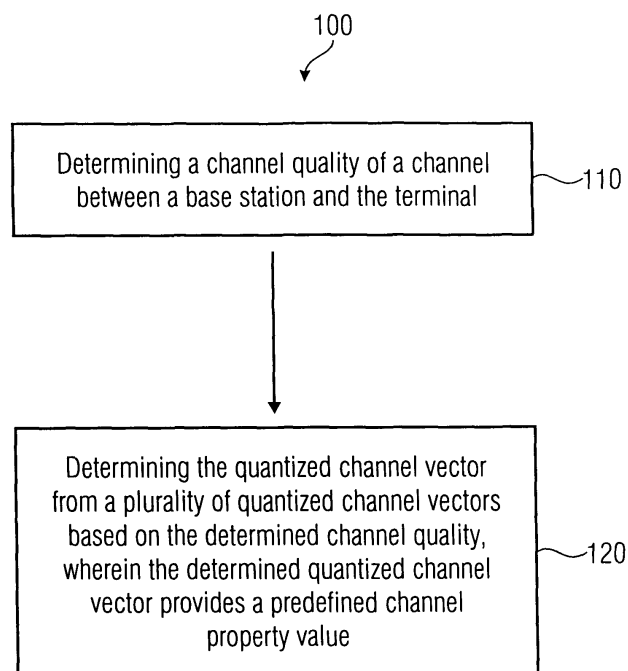 100
Determining a channel quality of a channel
between a base station and the terminal
110
Determining the quantized channel vector
from a plurality of quantized channel vectors
based on the determined channel quality,
wherein the determined quantized channel
vector provides a predefined channel
property value
120